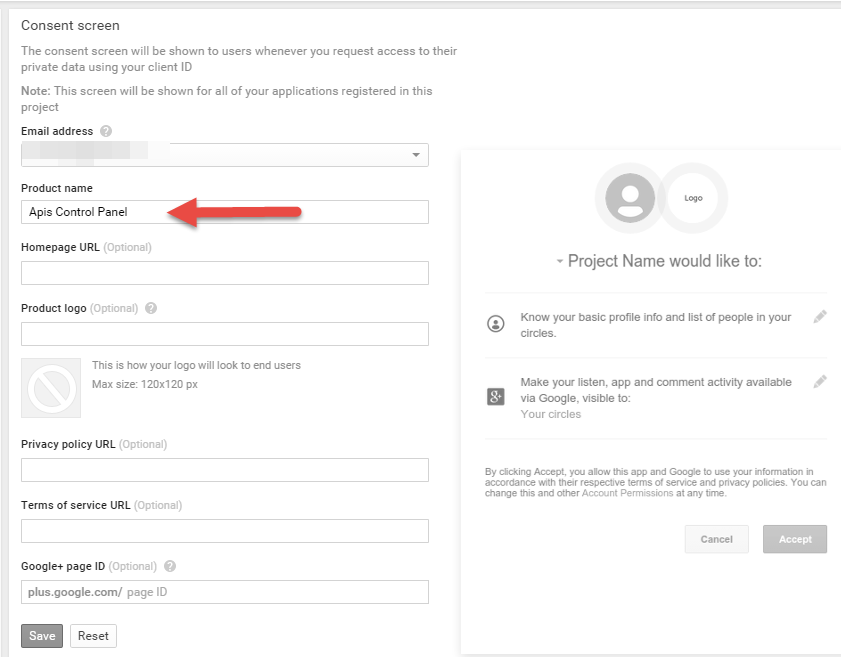 Consent screen
The consent screen will be shown to users whenever you request access to their
private data using your client ID
Note: This screen will be shown for all of your applications registered in this
project
Email address ?
Product name
Apis Control Panel
Homepage URL (Optional)
Product logo (Optional) ?
This is how your logo will look to end users
Max size: 120x120 px
Privacy policy URL (Optional)
Terms of service URL (Optional)
Google+ page ID (Optional) ?
plus.google.com/ page ID
Save Reset
Logo
Project Name would like to:
Know your basic profile info and list of people in your
circles.
Make your listen, app and comment activity available
via Google, visible to:
Your circles
g+
By clicking Accept, you allow this app and Google to use your information in
accordance with their respective terms of service and privacy policies. You can
change this and other Account Permissions at any time.
Cancel Accept